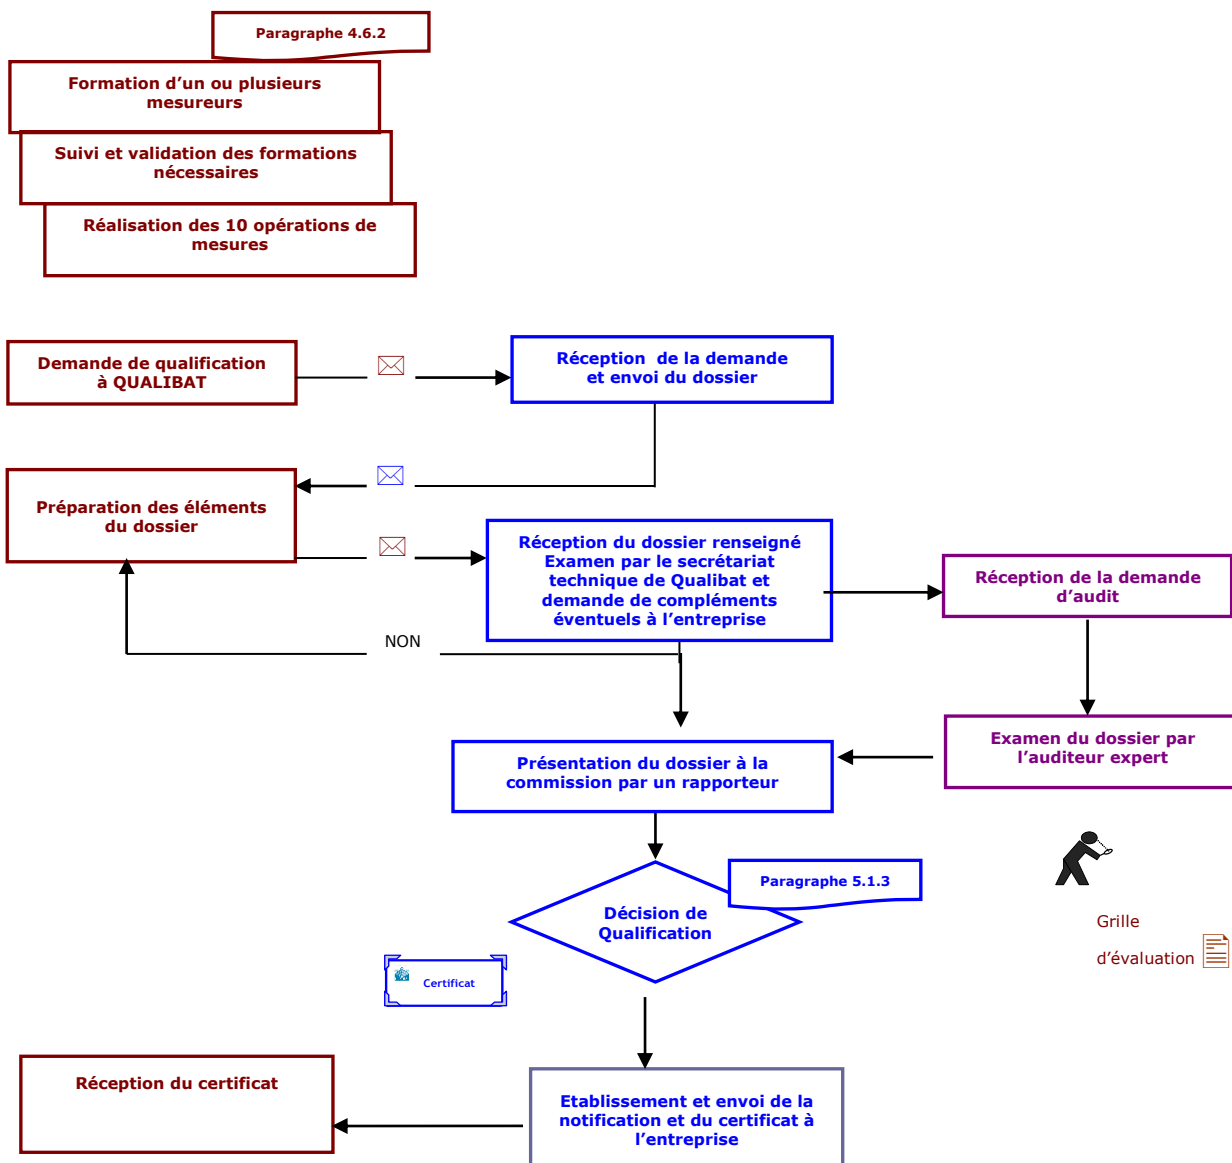 Paragraphe 4.6.2
Formation d'un ou plusieurs
mesureurs
Suivi et validation des formations
nécessaires
Réalisation des 10 opérations de
mesures
Demande de qualification
à QUALIBAT
Réception de la demande
et envoi du dossier
Préparation des éléments
du dossier
Réception du dossier renseigné
Examen par le secrétariat
technique de Qualibat et
demande de compléments
éventuels à l'entreprise
Réception de la demande
d'audit
NON
Examen du dossier par
l'auditeur expert
Présentation du dossier à la
commission par un rapporteur
Paragraphe 5.1.3
Décision de
Qualification
Grille
d'évaluation
Certificat
Réception du certificat
Etablissement et envoi de la
notification et du certificat à
l'entreprise